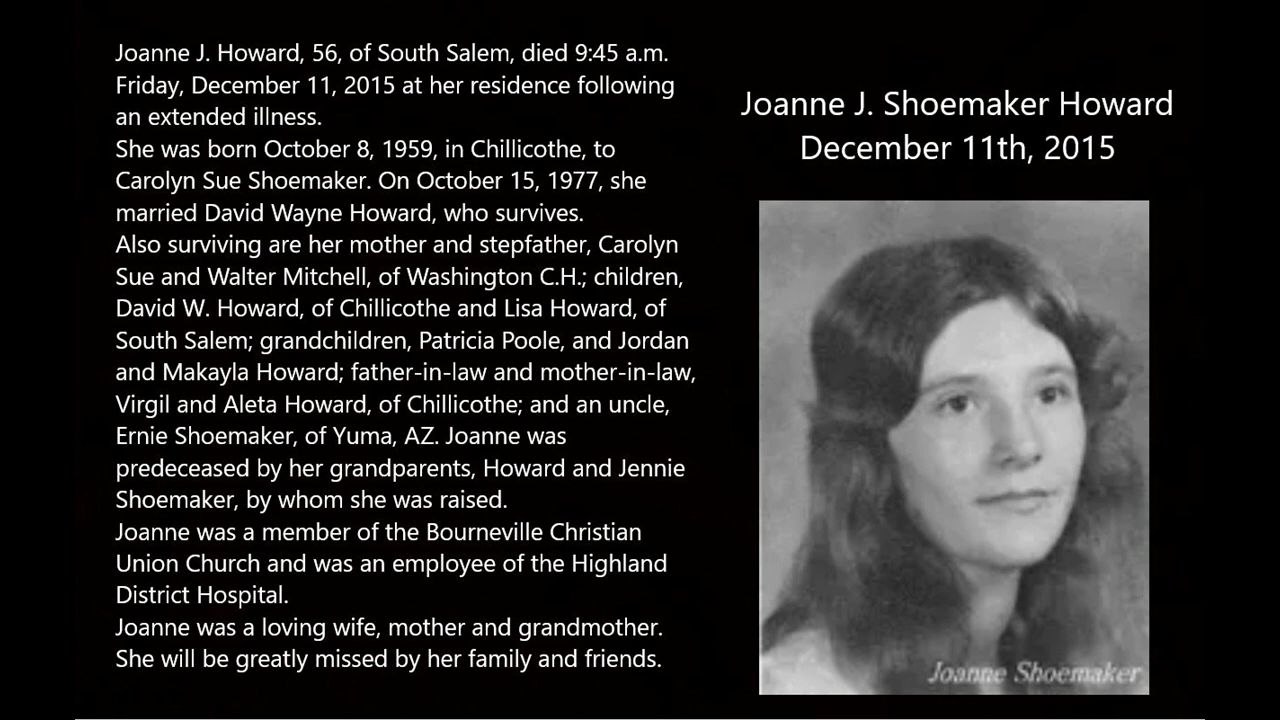 Joanne J. Howard, 56, of South Salem, died 9:45 a.m.
Friday, December 11, 2015 at her residence following
an extended illness.
She was born October 8, 1959, in Chillicothe, to
Carolyn Sue Shoemaker. On October 15, 1977, she
married David Wayne Howard, who survives.
Also surviving are her mother and stepfather, Carolyn
Sue and Walter Mitchell, of Washington C.H.; children,
David W. Howard, of Chillicothe and Lisa Howard, of
South Salem; grandchildren, Patricia Poole, and Jordan
and Makayla Howard; father-in-law and mother-in-law,
Virgil and Aleta Howard, of Chillicothe; and an uncle,
Ernie Shoemaker, of Yuma, AZ. Joanne was
predeceased by her grandparents, Howard and Jennie
Shoemaker, by whom she was raised.
Joanne was a member of the Bourneville Christian
Union Church and was an employee of the Highland
District Hospital.
Joanne was a loving wife, mother and grandmother.
She will be greatly missed by her family and friends.
Joanne J. Shoemaker Howard
December 11th, 2015
Joanne Shoemaker